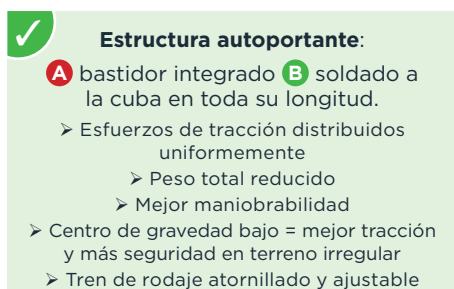 Estructura autoportante:
A bastidor integrado B soldado a
la cuba en toda su longitud.
➢ Esfuerzos de tracción distribuidos
uniformemente
➢ Peso total reducido
➢ Mejor maniobrabilidad
➢ Centro de gravedad bajo = mejor tracción
y más seguridad en terreno irregular
➢ Tren de rodaje atornillado y ajustable